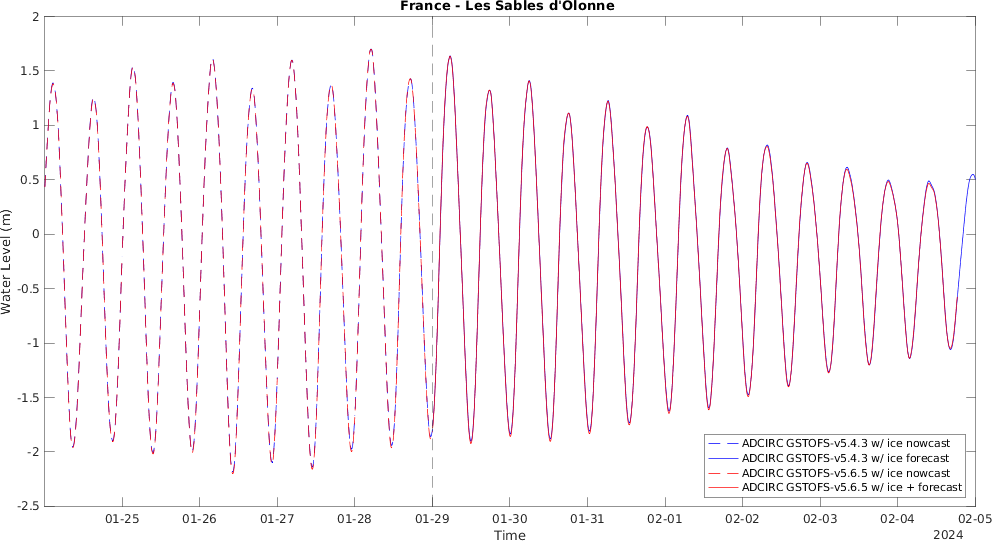 France - Les Sables d'Olonne
2
1.5
1
0.5
0
-0.5
-1
-1.5
-2
-2.5
Water Level (m)
ADCIRC GSTOFS-v5.4.3 w/ ice nowcast
ADCIRC GSTOFS-v5.4.3 w/ ice forecast
ADCIRC GSTOFS-v5.6.5 w/ ice nowcast
ADCIRC GSTOFS-v5.6.5 w/ ice + forecast
01-25 01-26 01-27 01-28 01-29 01-30 01-31 02-01 02-02 02-03 02-04 02-05
Time
2024